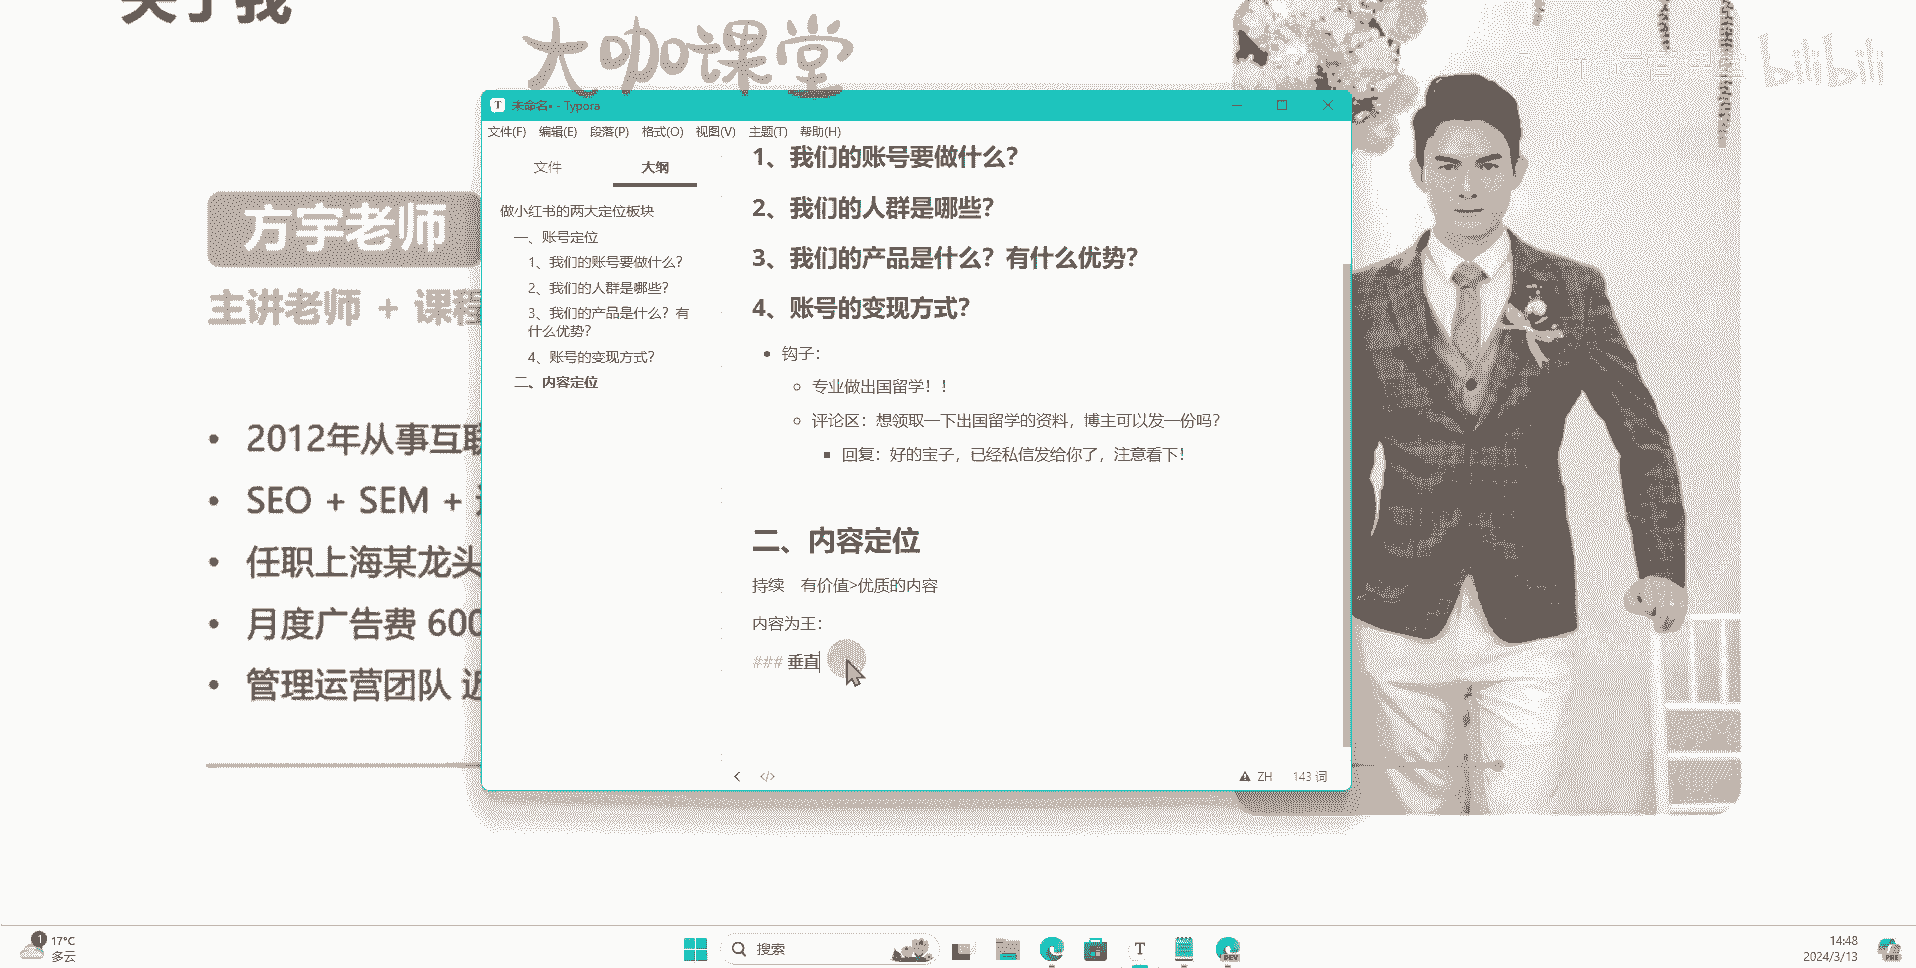 关于我
大咖课堂
bilibili
未命名• - Typora
文件(F) 编辑(E) 段落(P) 格式(O) 视图(V) 主题(T) 帮助(H)
文件 大纲
做小红书的两大定位板块
一、账号定位
1、我们的账号要做什么?
2、我们的人群是哪些?
3、我们的产品是什么?有
什么优势?
4、账号的变现方式?
二、内容定位
1、我们的账号要做什么?
2、我们的人群是哪些?
3、我们的产品是什么?有什么优势?
4、账号的变现方式?
• 钩子:
◦ 专业做出国留学!!
◦ 评论区:想领取一下出国留学的资料,博主可以发一份吗?
▪ 回复:好的宝子,已经私信发给你了,注意看下!
二、内容定位
持续 有价值>优质的内容
内容为王:
### 垂直
ZH 143 词
方宇老师
主讲老师 + 课程
• 2012年从事互联
• SEO + SEM +
• 任职上海某龙头
• 月度广告费 600
• 管理运营团队 近
1
17°C
多云
搜索
T
DEV
14:48
2024/3/13
PRE